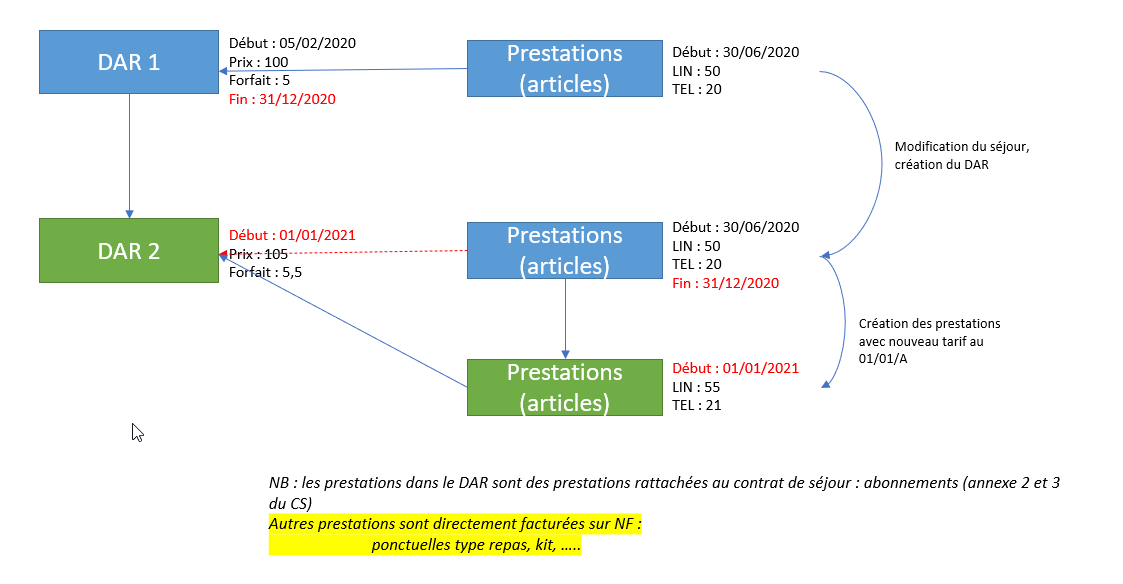 DAR 1
Début : 05/02/2020
Prix : 100
Forfait : 5
Fin : 31/12/2020
Prestations
(articles)
Début : 30/06/2020
LIN : 50
TEL : 20
Modification du séjour,
création du DAR
DAR 2
Début : 01/01/2021
Prix : 105
Forfait : 5,5
Prestations
(articles)
Début : 30/06/2020
LIN : 50
TEL : 20
Fin : 31/12/2020
Création des prestations
avec nouveau tarif au
01/01/A
Prestations
(articles)
Début : 01/01/2021
LIN : 55
TEL : 21
NB : les prestations dans le DAR sont des prestations rattachées au contrat de séjour : abonnements (annexe 2 et 3
du CS)
Autres prestations sont directement facturées sur NF :
ponctuelles type repas, kit, .....